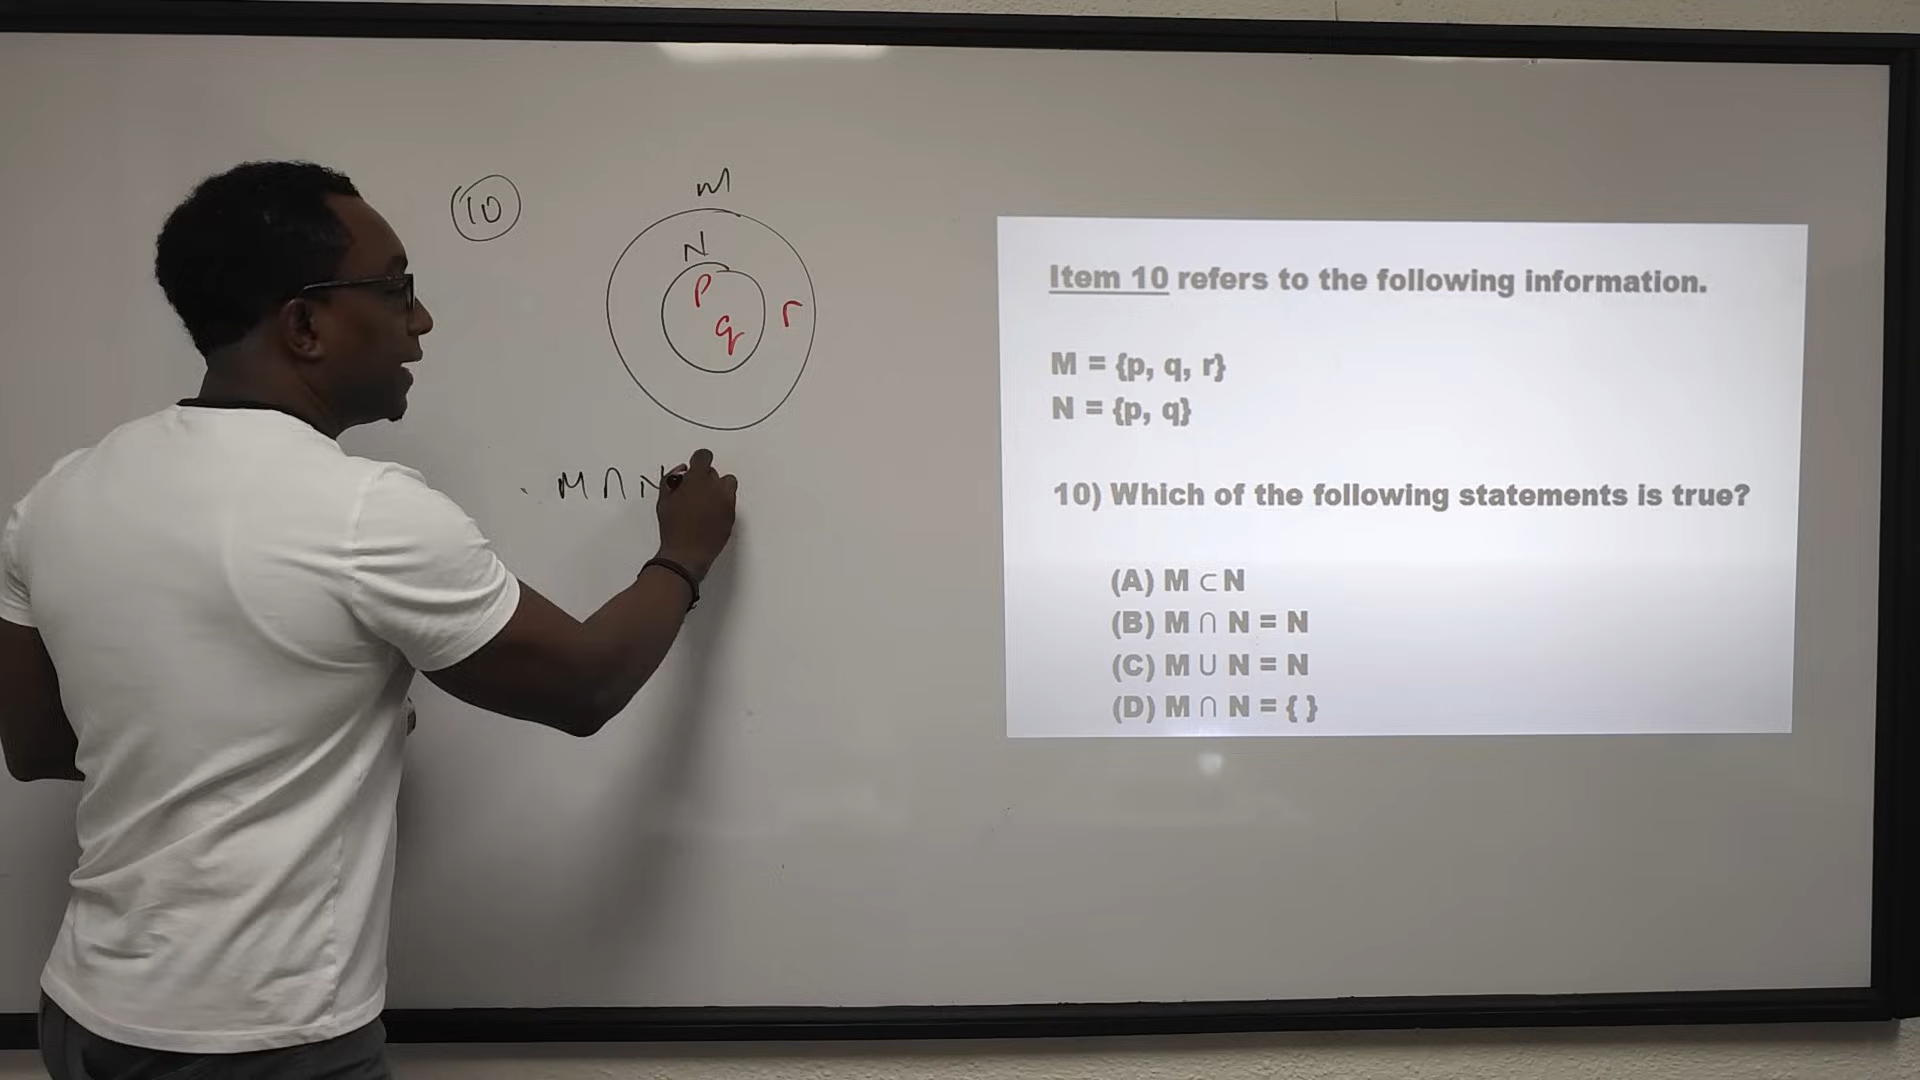 10
M
N
p
q
r
M ∩ N
Item 10 refers to the following information.
M = {p, q, r}
N = {p, q}
10) Which of the following statements is true?
(A) M ⊂ N
(B) M ∩ N = N
(C) M ∪ N = N
(D) M ∩ N = { }